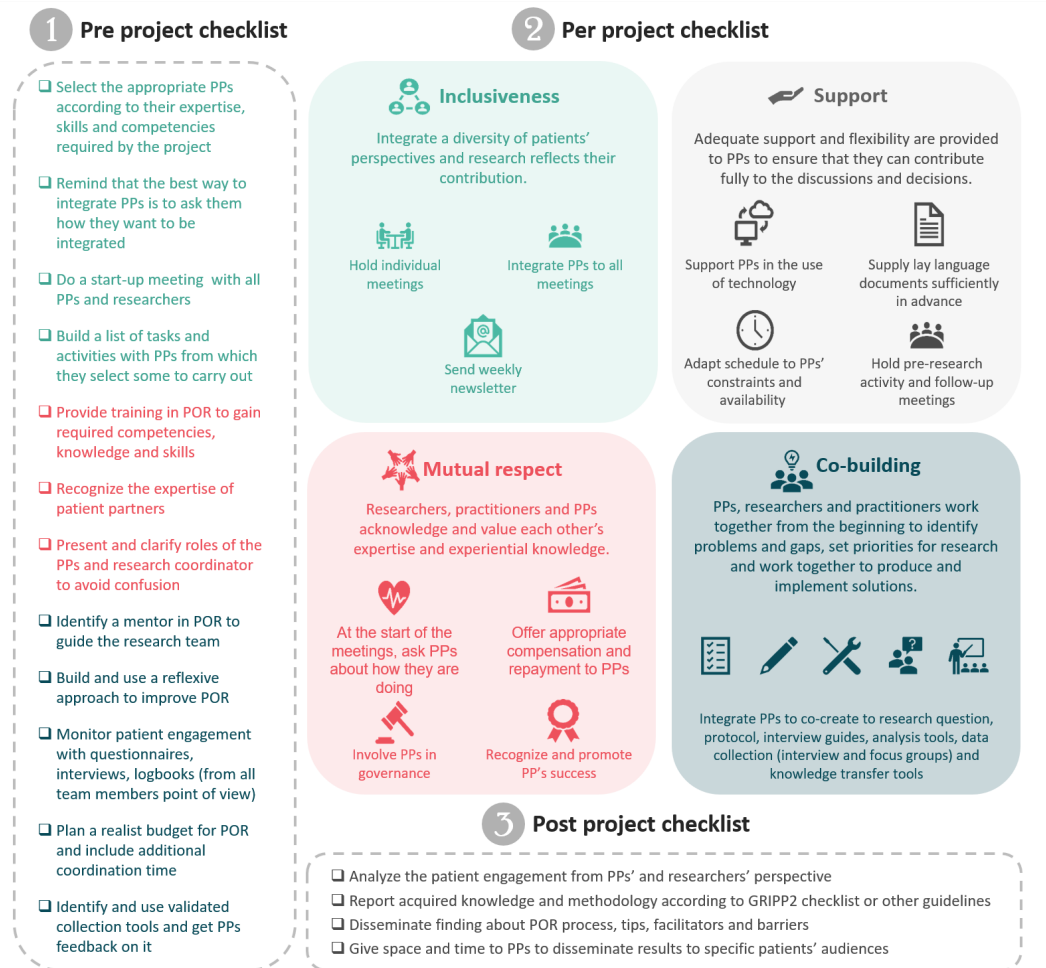 1 Pre project checklist
Select the appropriate PPs
according to their expertise,
skills and competencies
required by the project
Remind that the best way to
integrate PPs is to ask them
how they want to be
integrated
Do a start-up meeting with all
PPs and researchers
Build a list of tasks and
activities with PPs from which
they select some to carry out
Provide training in POR to gain
required competencies,
knowledge and skills
Recognize the expertise of
patient partners
Present and clarify roles of the
PPs and research coordinator
to avoid confusion
Identify a mentor in POR to
guide the research team
Build and use a reflexive
approach to improve POR
Monitor patient engagement
with questionnaires,
interviews, logbooks (from all
team members point of view)
Plan a realist budget for POR
and include additional
coordination time
Identify and use validated
collection tools and get PPs
feedback on it
2 Per project checklist
Inclusiveness
Integrate a diversity of patients’
perspectives and research reflects their
contribution.
Hold individual
meetings
Integrate PPs to all
meetings
@
Send weekly
newsletter
Support
Adequate support and flexibility are provided
to PPs to ensure that they can contribute
fully to the discussions and decisions.
Support PPs in the use
of technology
Supply lay language
documents sufficiently
in advance
Adapt schedule to PPs’
constraints and
availability
Hold pre-research
activity and follow-up
meetings
Mutual respect
Researchers, practitioners and PPs
acknowledge and value each other’s
expertise and experiential knowledge.
At the start of the
meetings, ask PPs
about how they are
doing
Offer appropriate
compensation and
repayment to PPs
Involve PPs in
governance
Recognize and promote
PP’s success
Co-building
PPs, researchers and practitioners work
together from the beginning to identify
problems and gaps, set priorities for research
and work together to produce and
implement solutions.
?
Integrate PPs to co-create to research question,
protocol, interview guides, analysis tools, data
collection (interview and focus groups) and
knowledge transfer tools
3 Post project checklist
Analyze the patient engagement from PPs’ and researchers’ perspective
Report acquired knowledge and methodology according to GRIPP2 checklist or other guidelines
Disseminate finding about POR process, tips, facilitators and barriers
Give space and time to PPs to disseminate results to specific patients’ audiences